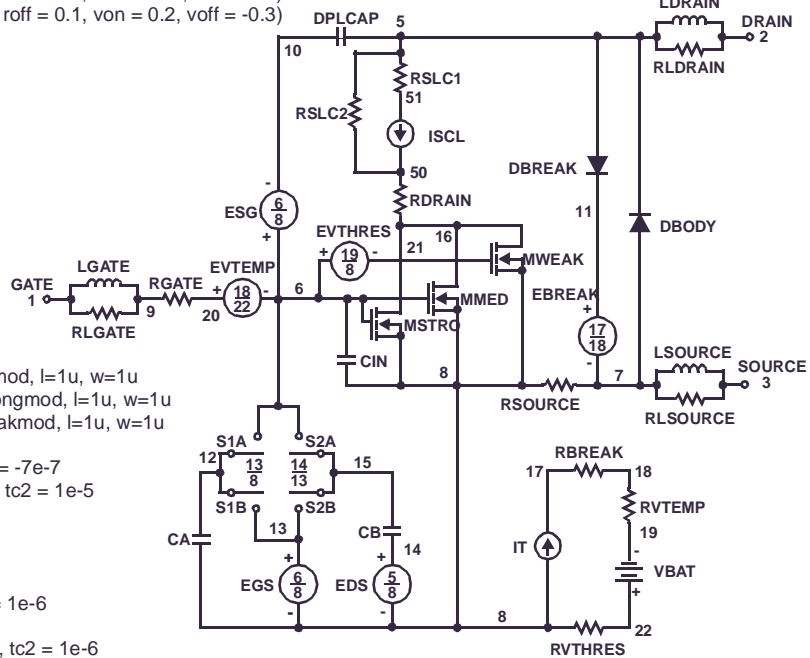 roff = 0.1, von = 0.2, voff = -0.3)
DPLCAP
5
LDRAIN
DRAIN
2
10
RLDRAIN
RSLC1
51
RSLC2
ISCL
50
DBREAK
RDRAIN
ESG
6
8
-
+
11
DBODY
EVTHRES
16
21
+
19
8
-
MWEAK
LGATE
EVTEMP
GATE
1
RGATE
+
18
22
-
6
EBREAK
+
MMED
9
20
RLGATE
MSTRO
17
18
-
CIN
LSOURCE
SOURCE
3
8
7
mod, l=1u, w=1u
ongmod, l=1u, w=1u
akmod, l=1u, w=1u
RSOURCE
RLSOURCE
S1A
S2A
12
13
8
14
13
15
RBREAK
17
18
= -7e-7
tc2 = 1e-5
S1B
S2B
RVTEMP
13
CB
19
CA
14
IT
-
VBAT
+
+
EGS
6
8
-
+
EDS
5
8
-
= 1e-6
8
22
, tc2 = 1e-6
RVTHRES